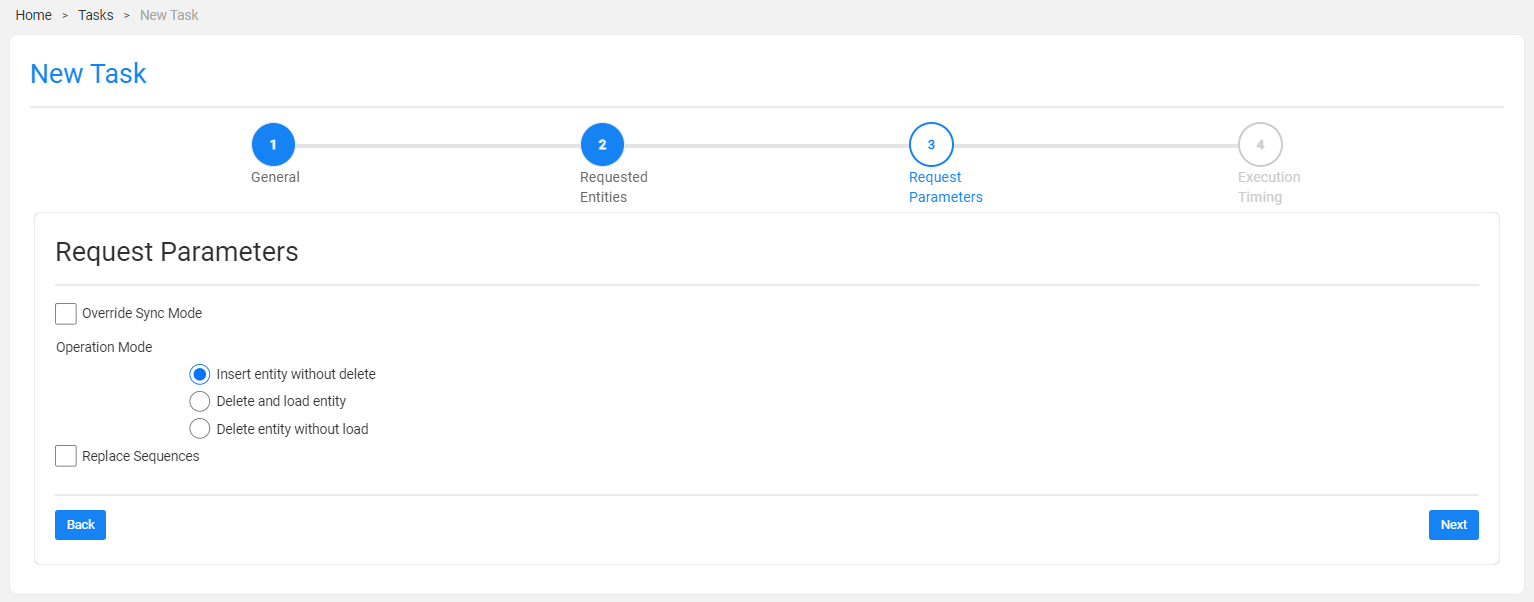 Home > Tasks > New Task
New Task
1
2
3
4
General
Requested
Entities
Request
Parameters
Execution
Timing
Request Parameters
Override Sync Mode
Operation Mode
Insert entity without delete
Delete and load entity
Delete entity without load
Replace Sequences
Back
Next